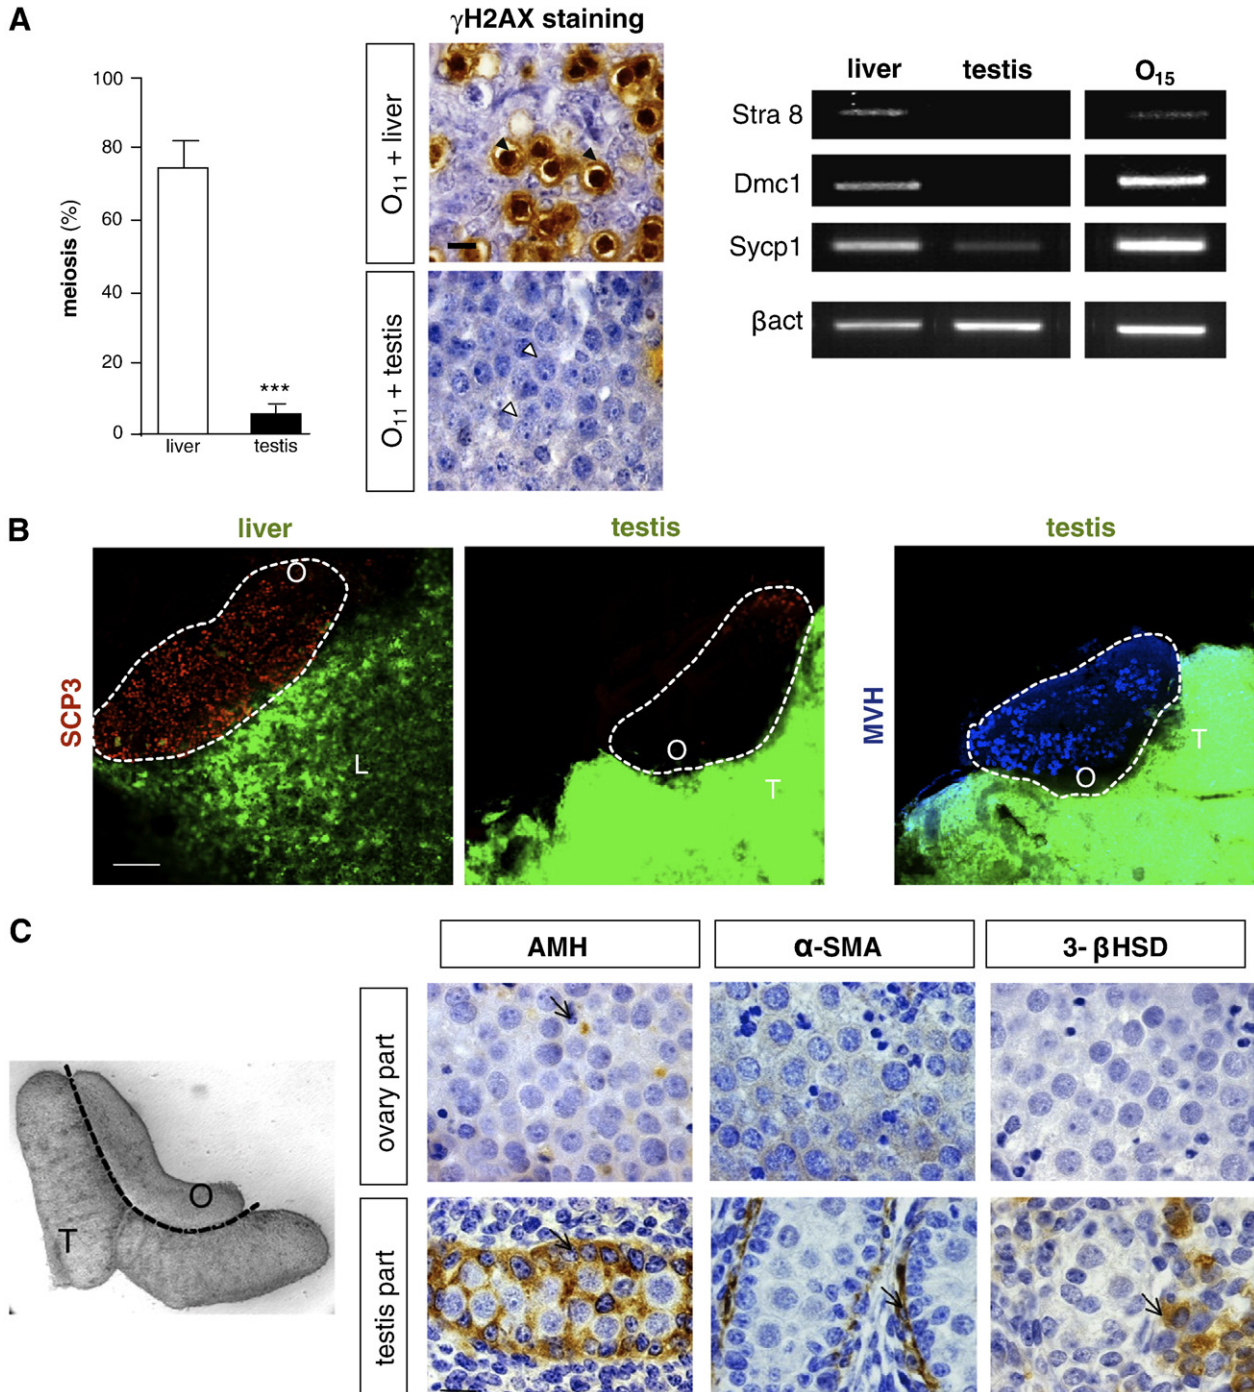 A
γH2AX staining
100
80
60
40
20
0
meiosis (%)
***
liver
testis
O₁₁ + liver
O₁₁ + testis
liver
testis
O₁₅
Stra 8
Dmc1
Sycp1
βact
B
liver
testis
testis
SCP3
O
L
O
T
MVH
O
T
C
AMH
α-SMA
3- βHSD
ovary part
testis part
O
T